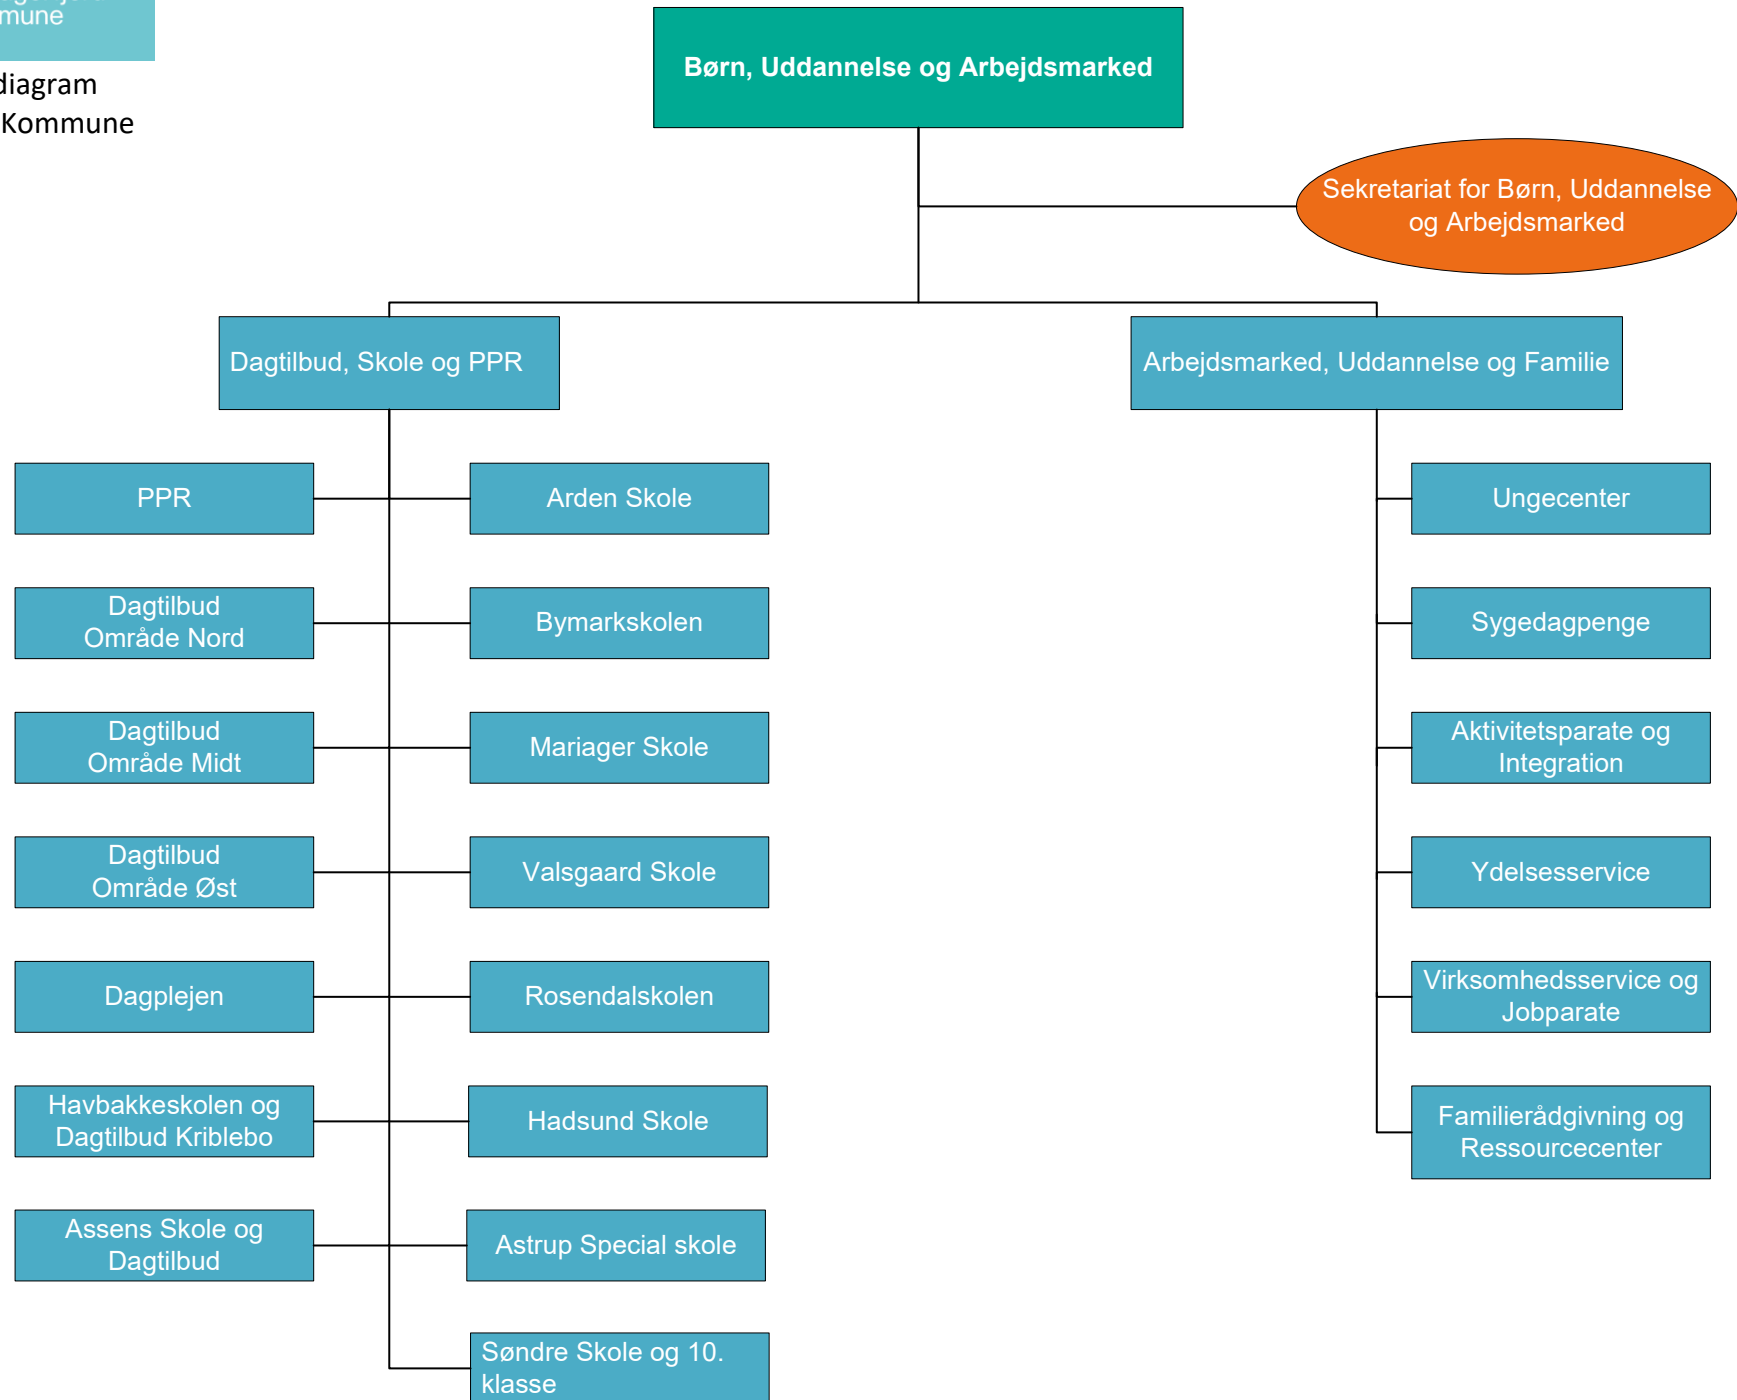 mune
diagram
Kommune
Børn, Uddannelse og Arbejdsmarked
Sekretariat for Børn, Uddannelse
og Arbejdsmarked
Dagtilbud, Skole og PPR
Arbejdsmarked, Uddannelse og Familie
PPR
Arden Skole
Ungecenter
Dagtilbud
Område Nord
Bymarkskolen
Sygedagpenge
Dagtilbud
Område Midt
Mariager Skole
Aktivitetsparate og
Integration
Dagtilbud
Område Øst
Valsgaard Skole
Ydelsesservice
Dagplejen
Rosendalskolen
Virksomhedsservice og
Jobparate
Havbakkeskolen og
Dagtilbud Kriblebo
Hadsund Skole
Familierådgivning og
Ressourcecenter
Assens Skole og
Dagtilbud
Astrup Special skole
Søndre Skole og 10.
klasse